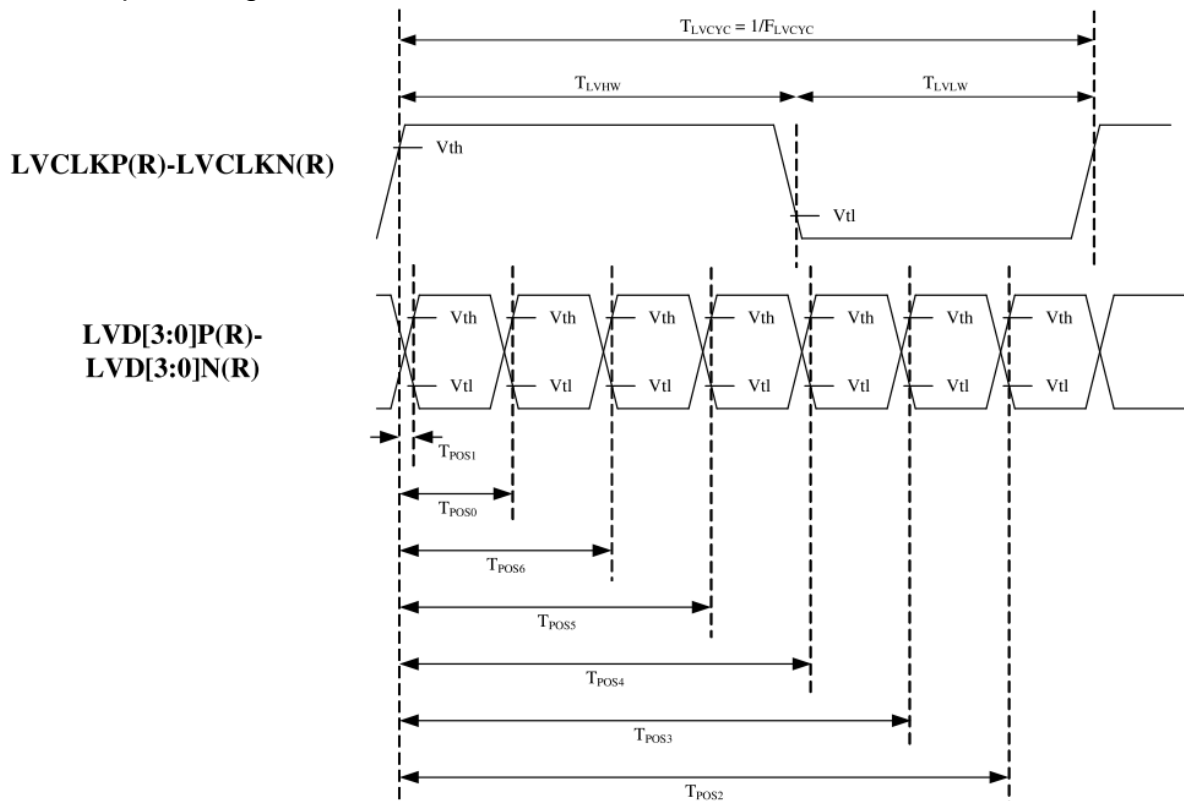 T_LVCYC = 1/F_LVCYC
T_LVHW T_LVLW
LVCLKP(R)-LVCLKN(R)
Vth
Vtl
LVD[3:0]P(R)-
LVD[3:0]N(R)
Vth Vth Vth Vth Vth Vth Vth
Vtl Vtl Vtl Vtl Vtl Vtl Vtl
T_POS1
T_POS0
T_POS6
T_POS5
T_POS4
T_POS3
T_POS2